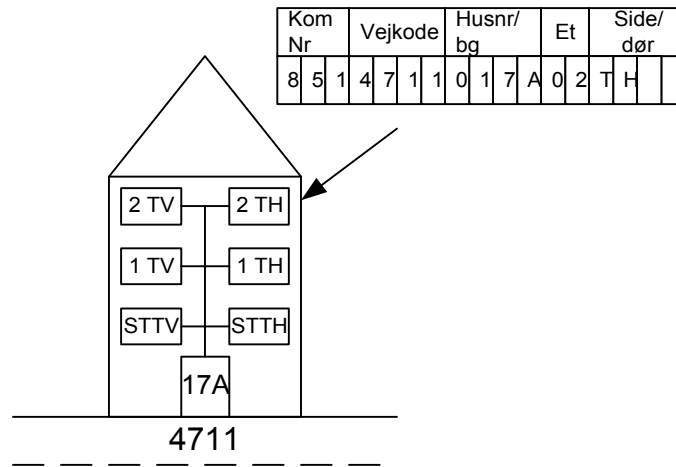 Kom Nr Vejkode Husnr/ bg Et Side/ dør
8 5 1 4 7 1 1 0 1 7 A 0 2 T H
2 TV 2 TH
1 TV 1 TH
STTV STTH
17A
4711